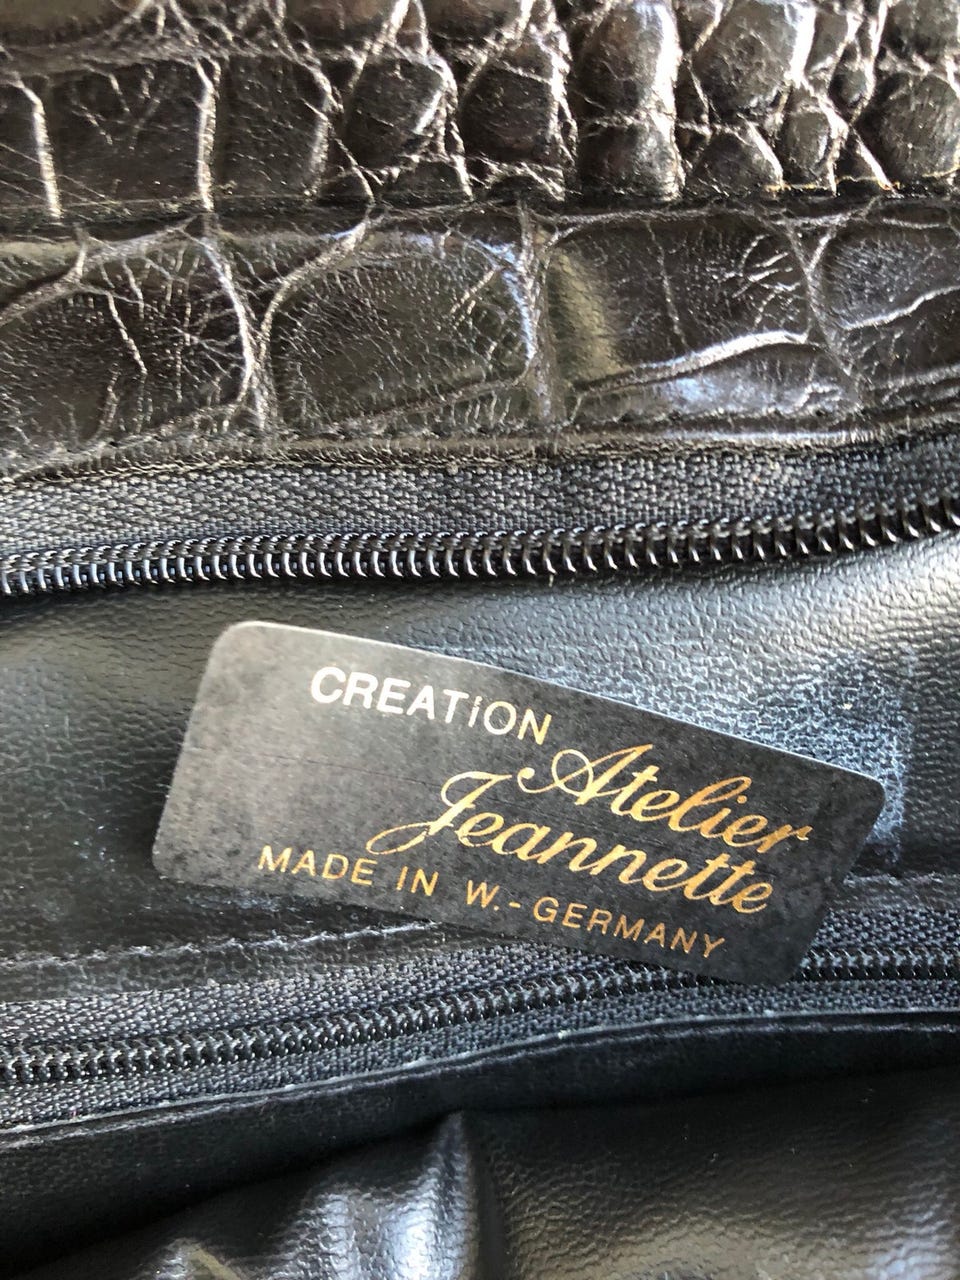 CREATiON
Atelier
Jeannette
MADE IN W.-GERMANY